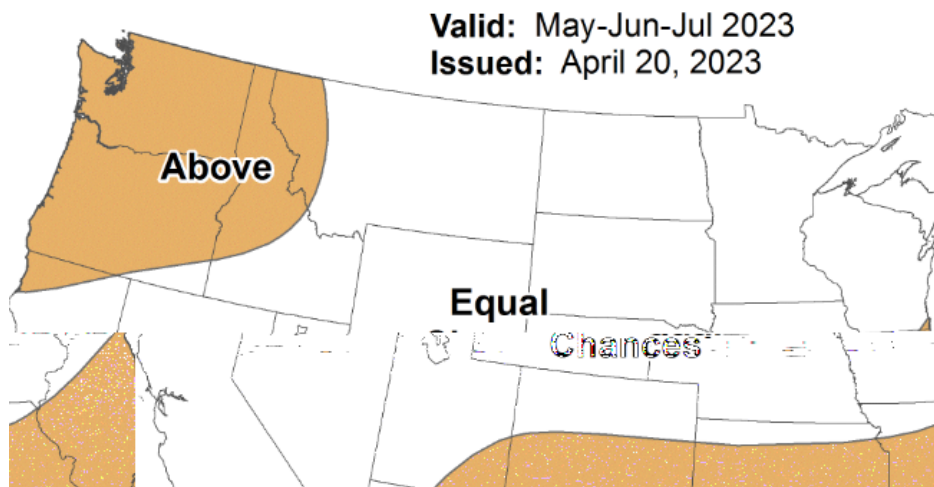 Valid: May-Jun-Jul 2023
Issued: April 20, 2023
Above
Equal
Chances